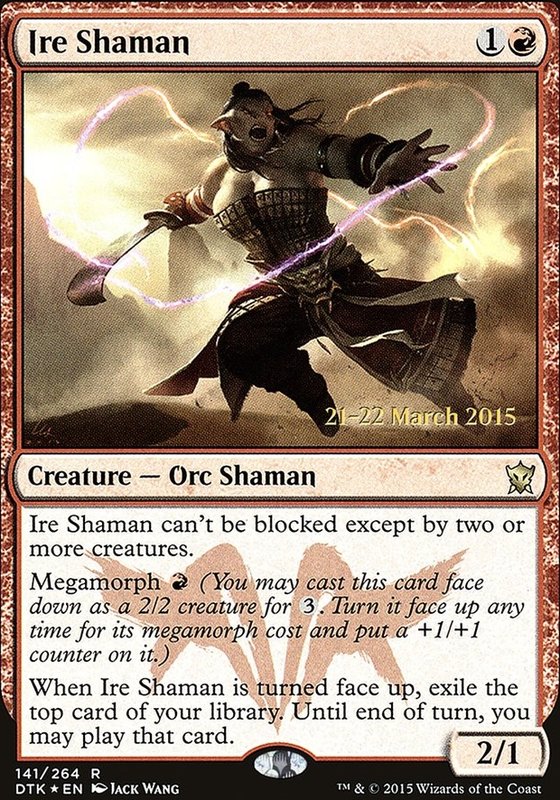 Ire Shaman 1
21-22 March 2015
Creature — Orc Shaman
Ire Shaman can't be blocked except by two or
more creatures.
Megamorph (You may cast this card face
down as a 2/2 creature for 3. Turn it face up any
time for its megamorph cost and put a +1/+1
counter on it.)
When Ire Shaman is turned face up, exile the
top card of your library. Until end of turn, you
may play that card.
2/1
141/264 R
DTK ★ EN Jack Wang
™ & © 2015 Wizards of the Coast